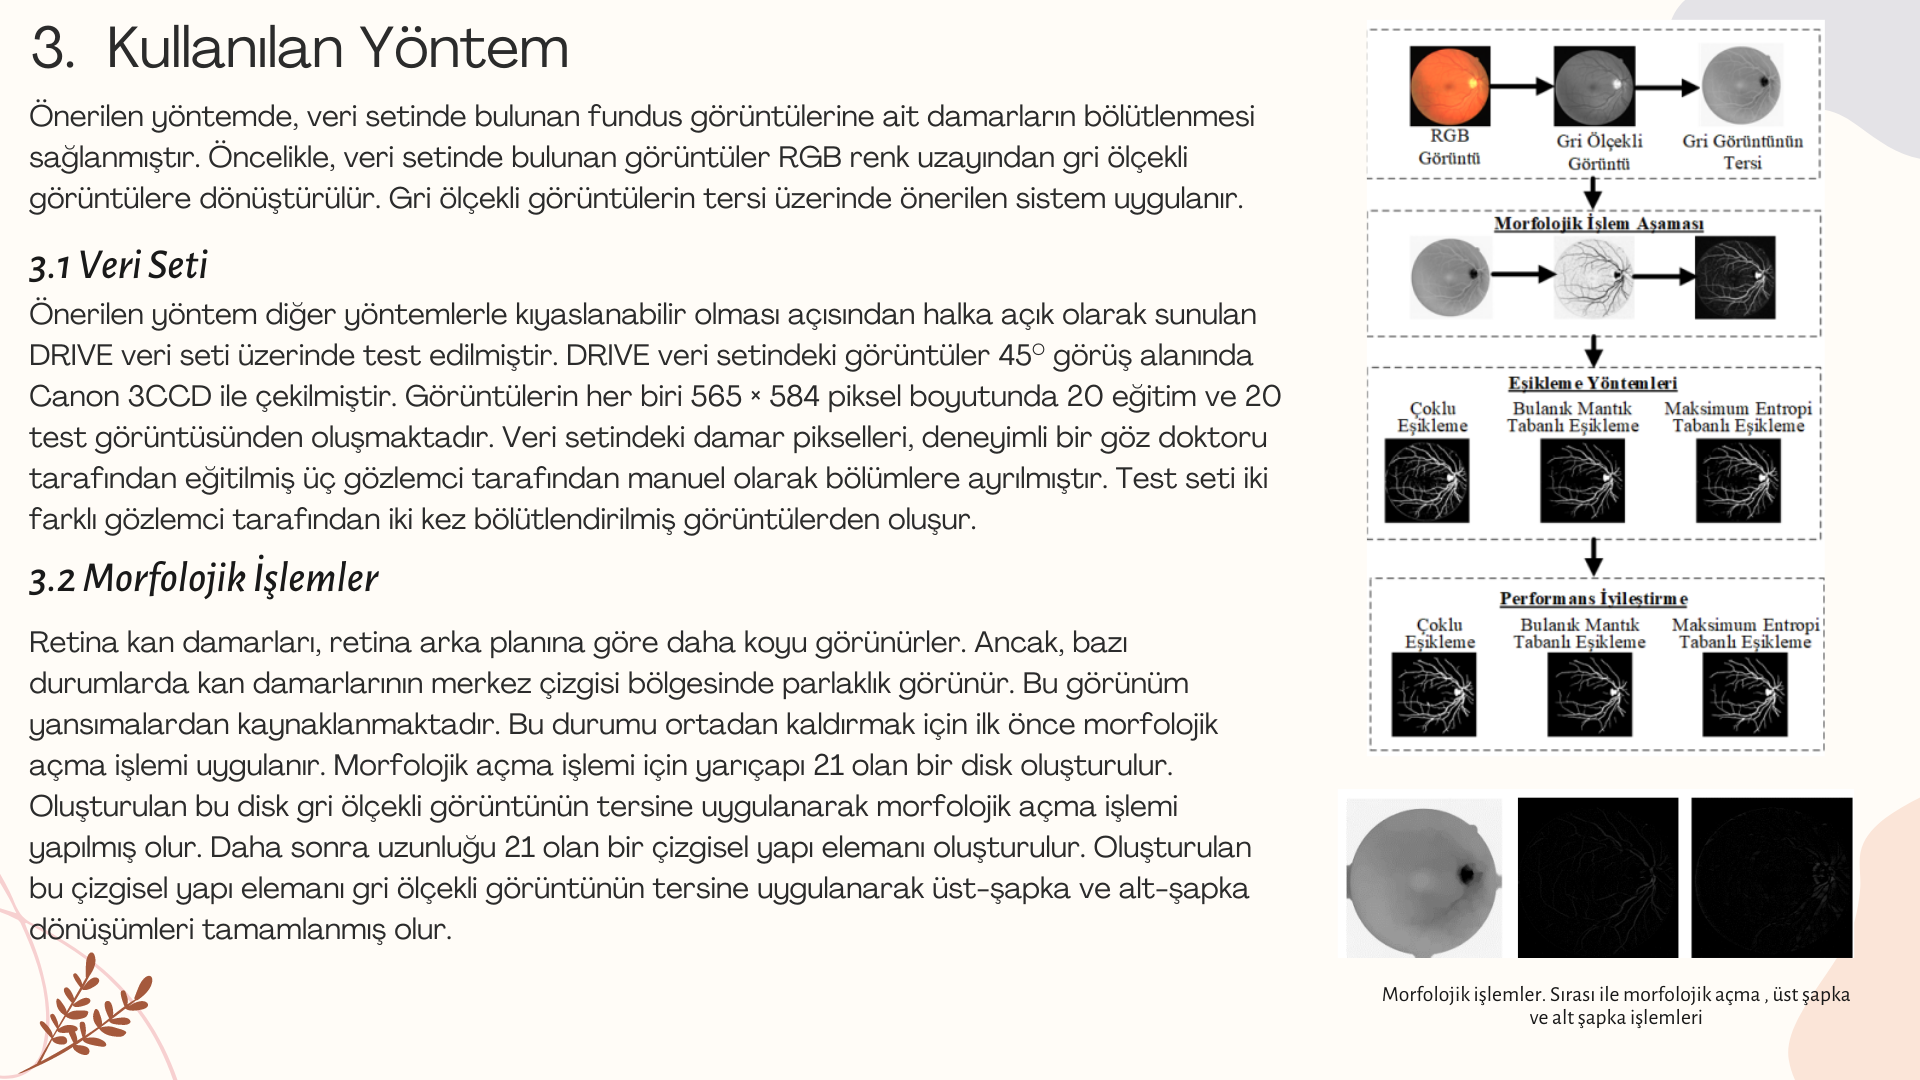 3. Kullanılan Yöntem
Önerilen yöntemde, veri setinde bulunan fundus görüntülerine ait damarların bölütlenmesi
sağlanmıştır. Öncelikle, veri setinde bulunan görüntüler RGB renk uzayından gri ölçekli
görüntülere dönüştürülür. Gri ölçekli görüntülerin tersi üzerinde önerilen sistem uygulanır.
3.1 Veri Seti
Önerilen yöntem diğer yöntemlerle kıyaslanabilir olması açısından halka açık olarak sunulan
DRIVE veri seti üzerinde test edilmiştir. DRIVE veri setindeki görüntüler 45° görüş alanında
Canon 3CCD ile çekilmiştir. Görüntülerin her biri 565 × 584 piksel boyutunda 20 eğitim ve 20
test görüntüsünden oluşmaktadır. Veri setindeki damar pikselleri, deneyimli bir göz doktoru
tarafından eğitilmiş üç gözlemci tarafından manuel olarak bölümlere ayrılmıştır. Test seti iki
farklı gözlemci tarafından iki kez bölütlendirilmiş görüntülerden oluşur.
3.2 Morfolojik İşlemler
Retina kan damarları, retina arka planına göre daha koyu görünürler. Ancak, bazı
durumlarda kan damarlarının merkez çizgisi bölgesinde parlaklık görünür. Bu görünüm
yansımalardan kaynaklanmaktadır. Bu durumu ortadan kaldırmak için ilk önce morfolojik
açma işlemi uygulanır. Morfolojik açma işlemi için yarıçapı 21 olan bir disk oluşturulur.
Oluşturulan bu disk gri ölçekli görüntünün tersine uygulanarak morfolojik açma işlemi
yapılmış olur. Daha sonra uzunluğu 21 olan bir çizgisel yapı elemanı oluşturulur. Oluşturulan
bu çizgisel yapı elemanı gri ölçekli görüntünün tersine uygulanarak üst-şapka ve alt-şapka
dönüşümleri tamamlanmış olur.
RGB
Görüntü
Gri Ölçekli
Görüntü
Gri Görüntünün
Tersi
Morfolojik İşlem Aşaması
Eşikleme Yöntemleri
Çoklu
Eşikleme
Bulanık Mantık
Tabanlı Eşikleme
Maksimum Entropi
Tabanlı Eşikleme
Performans İyileştirme
Çoklu
Eşikleme
Bulanık Mantık
Tabanlı Eşikleme
Maksimum Entropi
Tabanlı Eşikleme
Morfolojik işlemler. Sırası ile morfolojik açma , üst şapka
ve alt şapka işlemleri